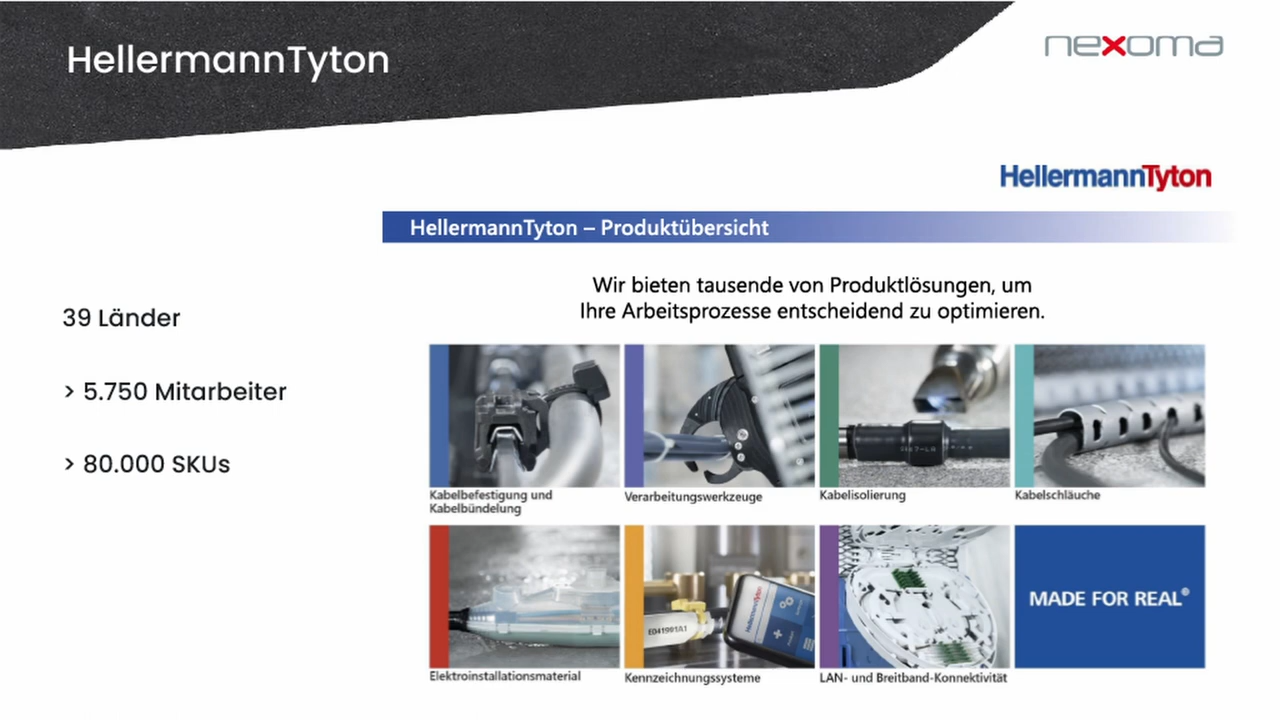 HellermannTyton
nexoma
HellermannTyton
HellermannTyton – Produktübersicht
Wir bieten tausende von Produktlösungen, um
Ihre Arbeitsprozesse entscheidend zu optimieren.
39 Länder
> 5.750 Mitarbeiter
> 80.000 SKUs
Kabelbefestigung und
Kabelbündelung
Verarbeitungswerkzeuge
Kabelisolierung
Kabelschläuche
E041901A1
HellermannTyton
MADE FOR REAL®
Elektroinstallationsmaterial
Kennzeichnungssysteme
LAN- und Breitband-Konnektivität